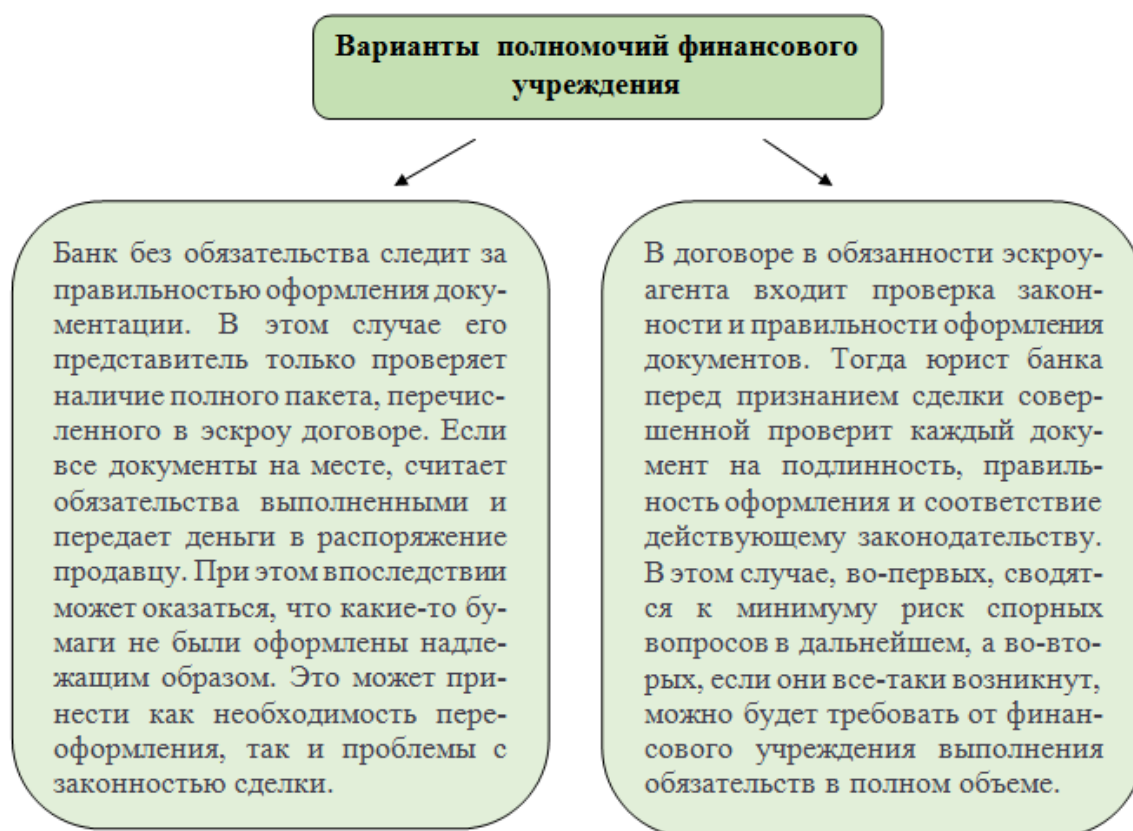 Варианты полномочий финансового
учреждения
Банк без обязательства следит за
правильностью оформления доку-
ментации. В этом случае его
представитель только проверяет
наличие полного пакета, перечис-
ленного в эскроу договоре. Если
все документы на месте, считает
обязательства выполненными и
передает деньги в распоряжение
продавцу. При этом впоследствии
может оказаться, что какие-то бу-
маги не были оформлены надле-
жащим образом. Это может при-
нести как необходимость пере-
оформления, так и проблемы с
законностью сделки.
В договоре в обязанности эскроу-
агента входит проверка закон-
ности и правильности оформления
документов. Тогда юрист банка
перед признанием сделки совер-
шенной проверит каждый доку-
мент на подлинность, правиль-
ность оформления и соответствие
действующему законодательству.
В этом случае, во-первых, сводят-
ся к минимуму риск спорных
вопросов в дальнейшем, а во-вто-
рых, если они все-таки возникнут,
можно будет требовать от финан-
сового учреждения выполнения
обязательств в полном объеме.